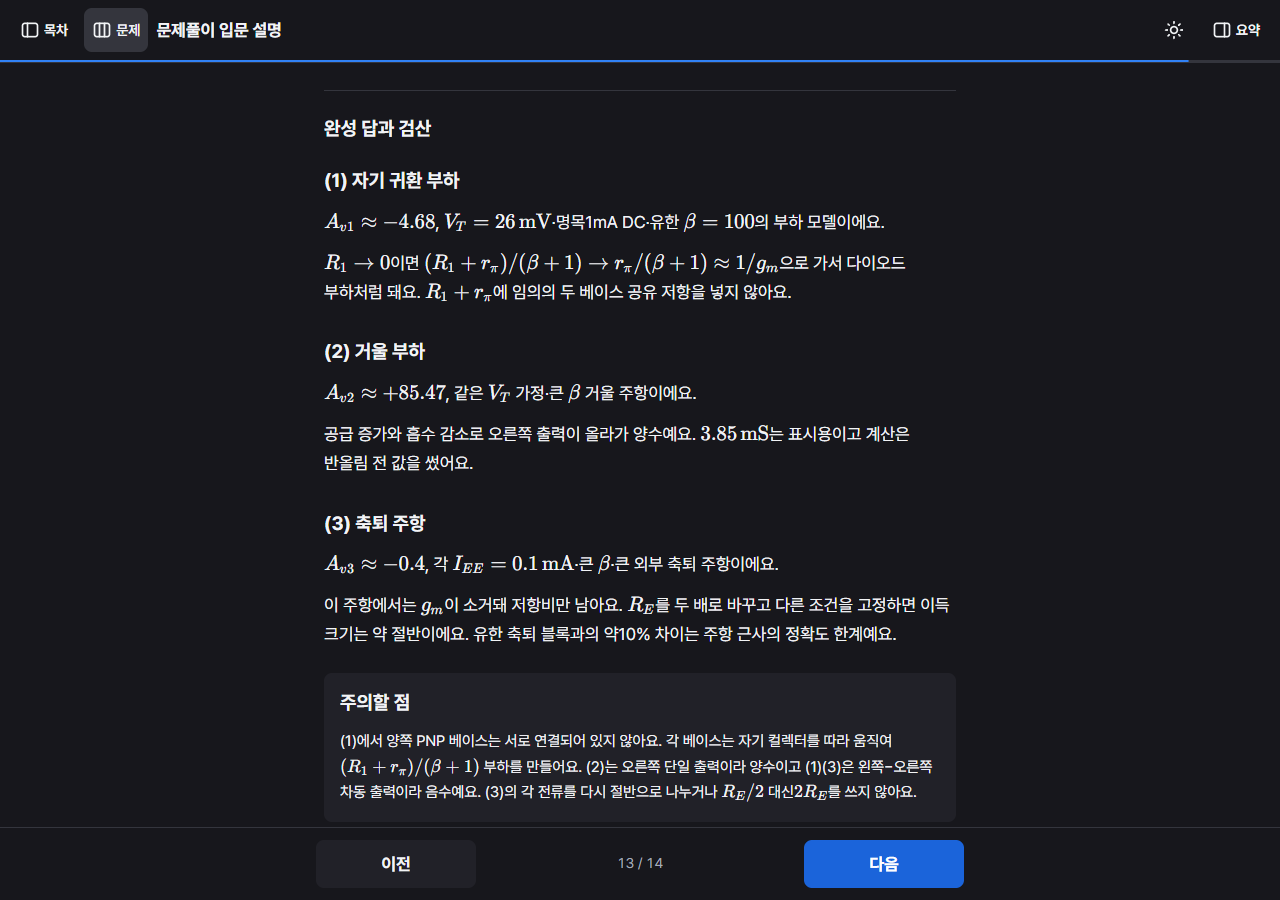 목차 문제 문제풀이 입문 설명 요약
완성 답과 검산
(1) 자기 귀환 부하
A_{v1} ≈ −4.68, V_T = 26 mV·명목1mA DC·유한 β = 100의 부하 모델이에요.
R_1 → 0이면 (R_1 + r_π)/(β + 1) → r_π/(β + 1) ≈ 1/g_m으로 가서 다이오드
부하처럼 돼요. R_1 + r_π에 임의의 두 베이스 공유 저항을 넣지 않아요.
(2) 거울 부하
A_{v2} ≈ +85.47, 같은 V_T 가정·큰 β 거울 주항이에요.
공급 증가와 흡수 감소로 오른쪽 출력이 올라가 양수예요. 3.85 mS는 표시용이고 계산은
반올림 전 값을 썼어요.
(3) 축퇴 주항
A_{v3} ≈ −0.4, 각 I_{EE} = 0.1 mA·큰 β·큰 외부 축퇴 주항이에요.
이 주항에서는 g_m이 소거돼 저항비만 남아요. R_E를 두 배로 바꾸고 다른 조건을 고정하면 이득
크기는 약 절반이에요. 유한 축퇴 블록과의 약10% 차이는 주항 근사의 정확도 한계예요.
주의할 점
(1)에서 양쪽 PNP 베이스는 서로 연결되어 있지 않아요. 각 베이스는 자기 컬렉터를 따라 움직여
(R_1 + r_π)/(β + 1) 부하를 만들어요. (2)는 오른쪽 단일 출력이라 양수이고 (1)(3)은 왼쪽−오른쪽
차동 출력이라 음수예요. (3)의 각 전류를 다시 절반으로 나누거나 R_E/2 대신2R_E를 쓰지 않아요.
이전 13 / 14 다음